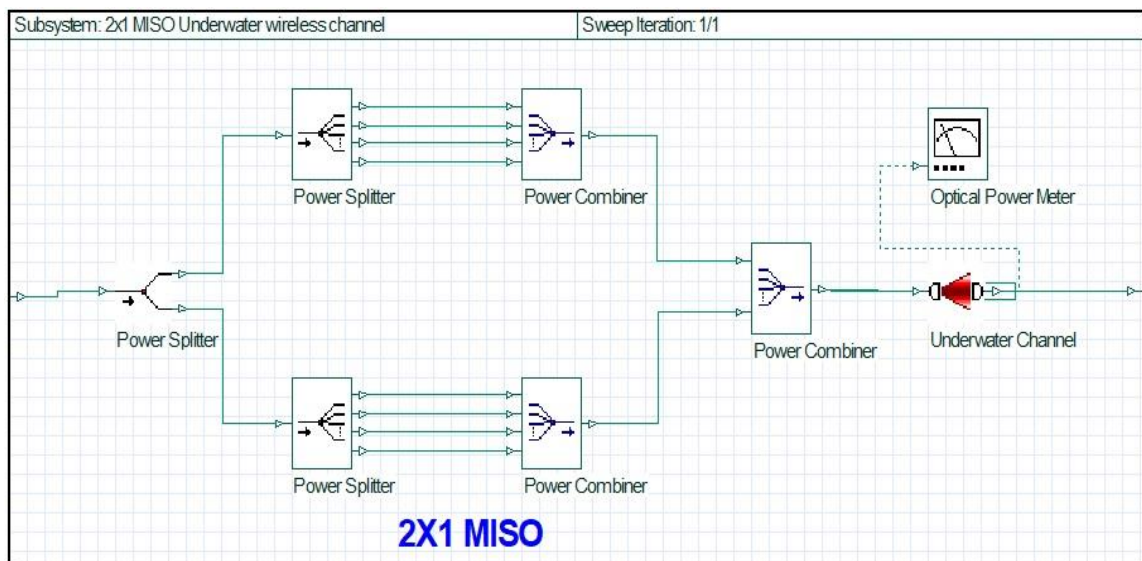 Subsystem: 2x1 MISO Underwater wireless channel
Sweep Iteration: 1/1
Power Splitter
Power Combiner
Optical Power Meter
Power Splitter
Power Combiner
Underwater Channel
Power Splitter
Power Combiner
2X1 MISO